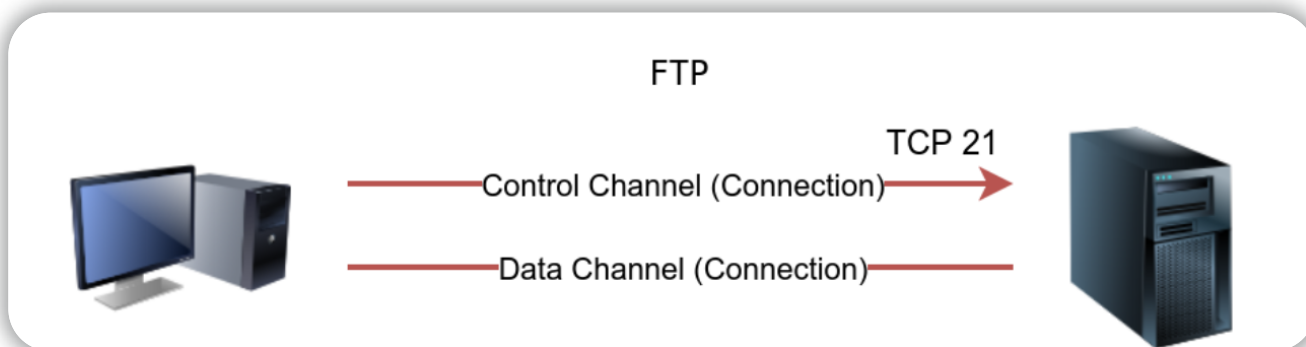 FTP
TCP 21
Control Channel (Connection)
Data Channel (Connection)